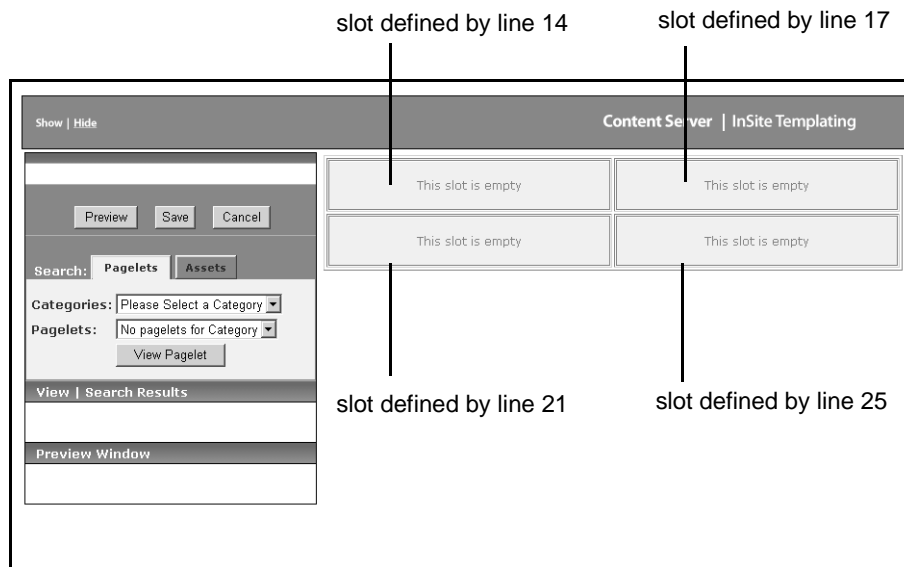 slot defined by line 14
slot defined by line 17
Show | Hide
Content Server | InSite Templating
This slot is empty
This slot is empty
Preview
Save
Cancel
This slot is empty
This slot is empty
Search:
Pagelets
Assets
Categories:
Please Select a Category
Pagelets:
No pagelets for Category
View Pagelet
View | Search Results
slot defined by line 21
slot defined by line 25
Preview Window